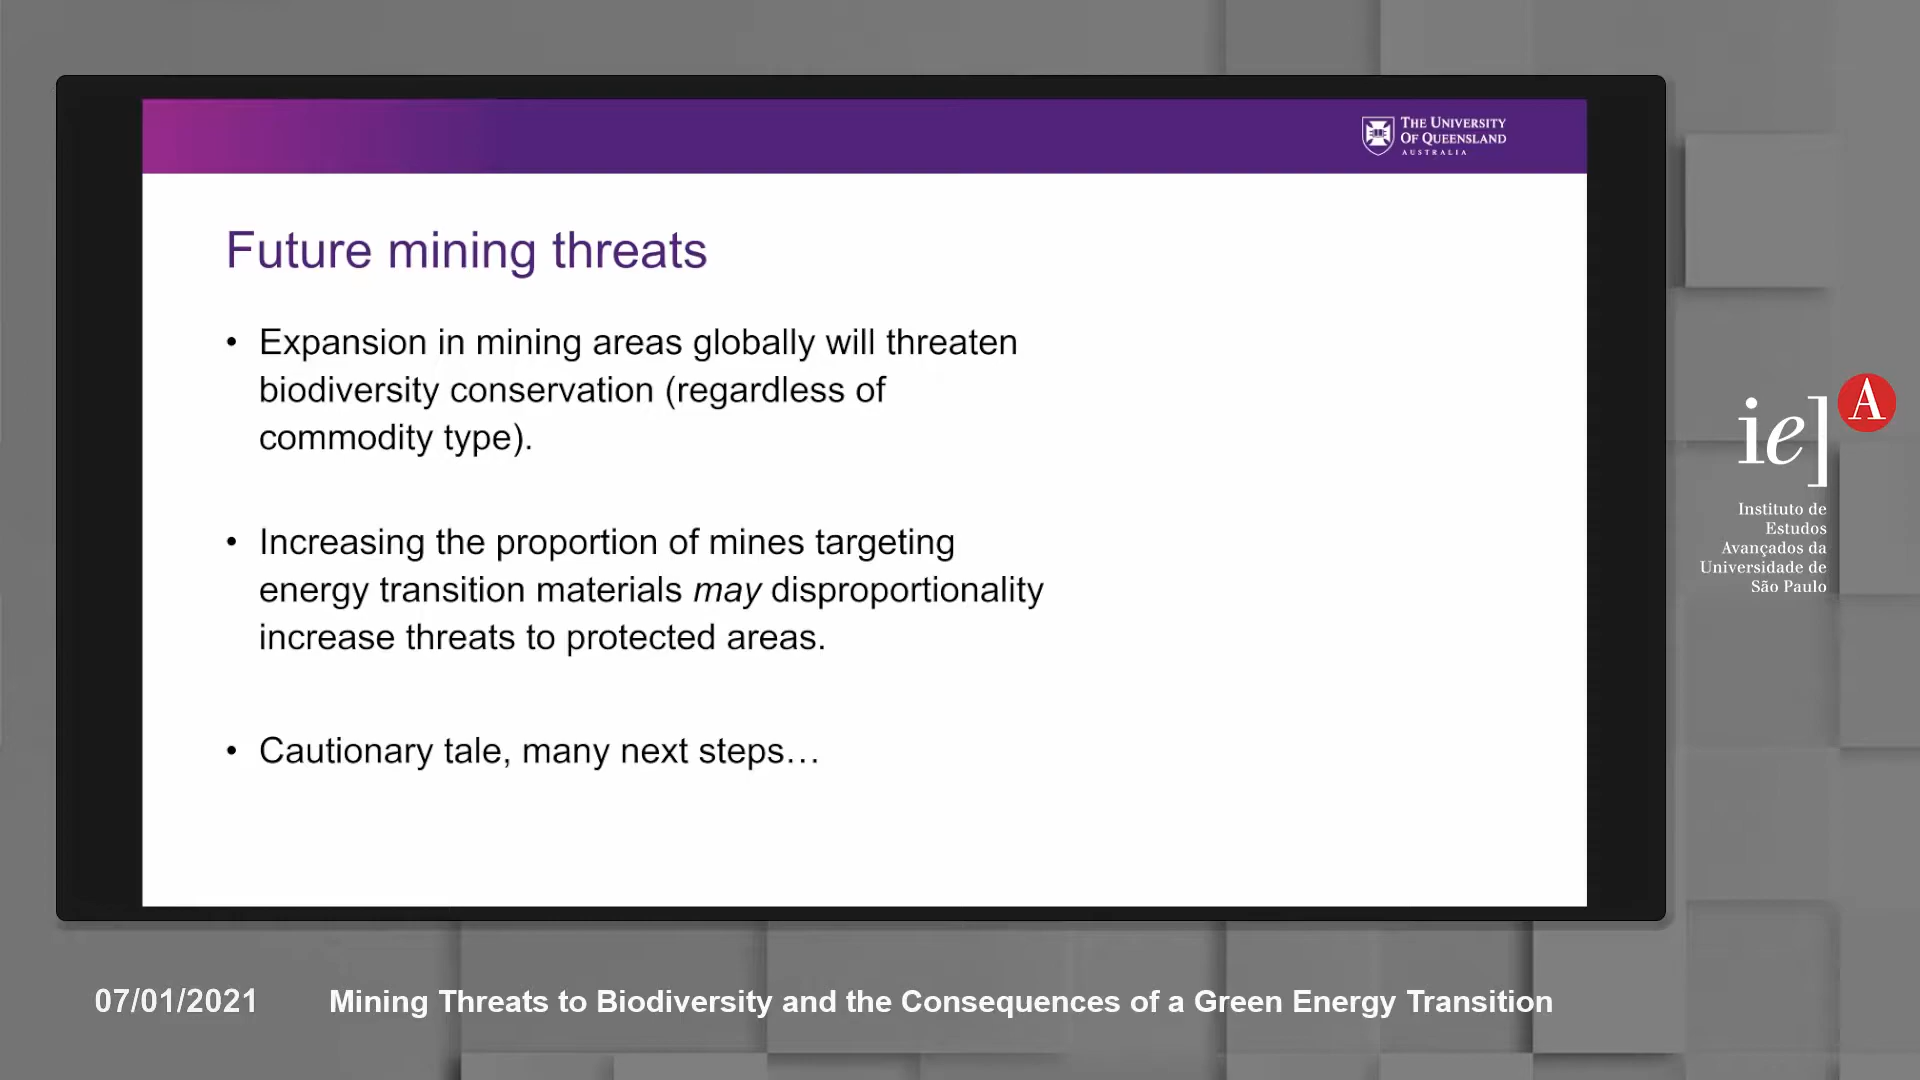 THE UNIVERSITY
OF QUEENSLAND
AUSTRALIA
Future mining threats
• Expansion in mining areas globally will threaten
biodiversity conservation (regardless of
commodity type).
• Increasing the proportion of mines targeting
energy transition materials may disproportionality
increase threats to protected areas.
• Cautionary tale, many next steps…
ie] A
Instituto de
Estudos
Avançados da
Universidade de
São Paulo
07/01/2021 Mining Threats to Biodiversity and the Consequences of a Green Energy Transition